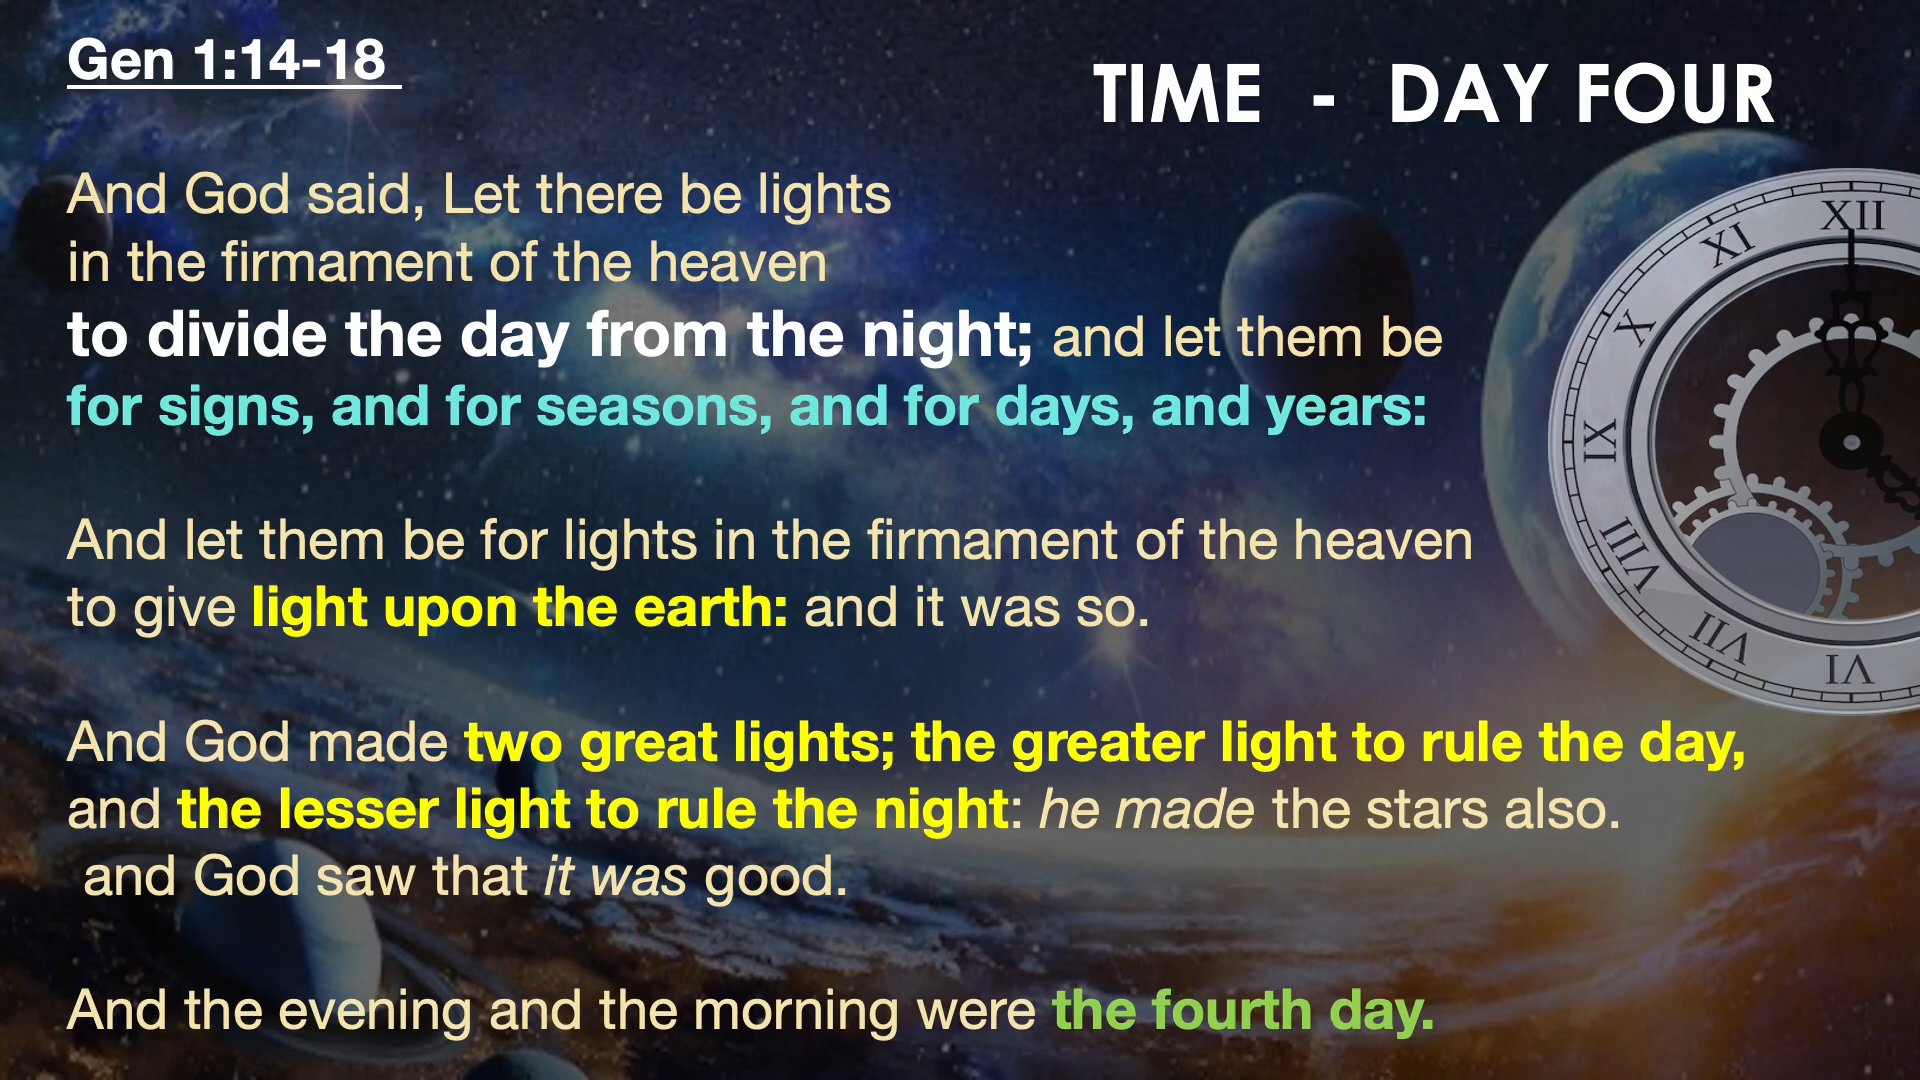 Gen 1:14-18
TIME - DAY FOUR
And God said, Let there be lights
in the firmament of the heaven
to divide the day from the night; and let them be
for signs, and for seasons, and for days, and years:
And let them be for lights in the firmament of the heaven
to give light upon the earth: and it was so.
And God made two great lights; the greater light to rule the day,
and the lesser light to rule the night: he made the stars also.
and God saw that it was good.
And the evening and the morning were the fourth day.
XII
XI
X
IX
VIII
VII
VI